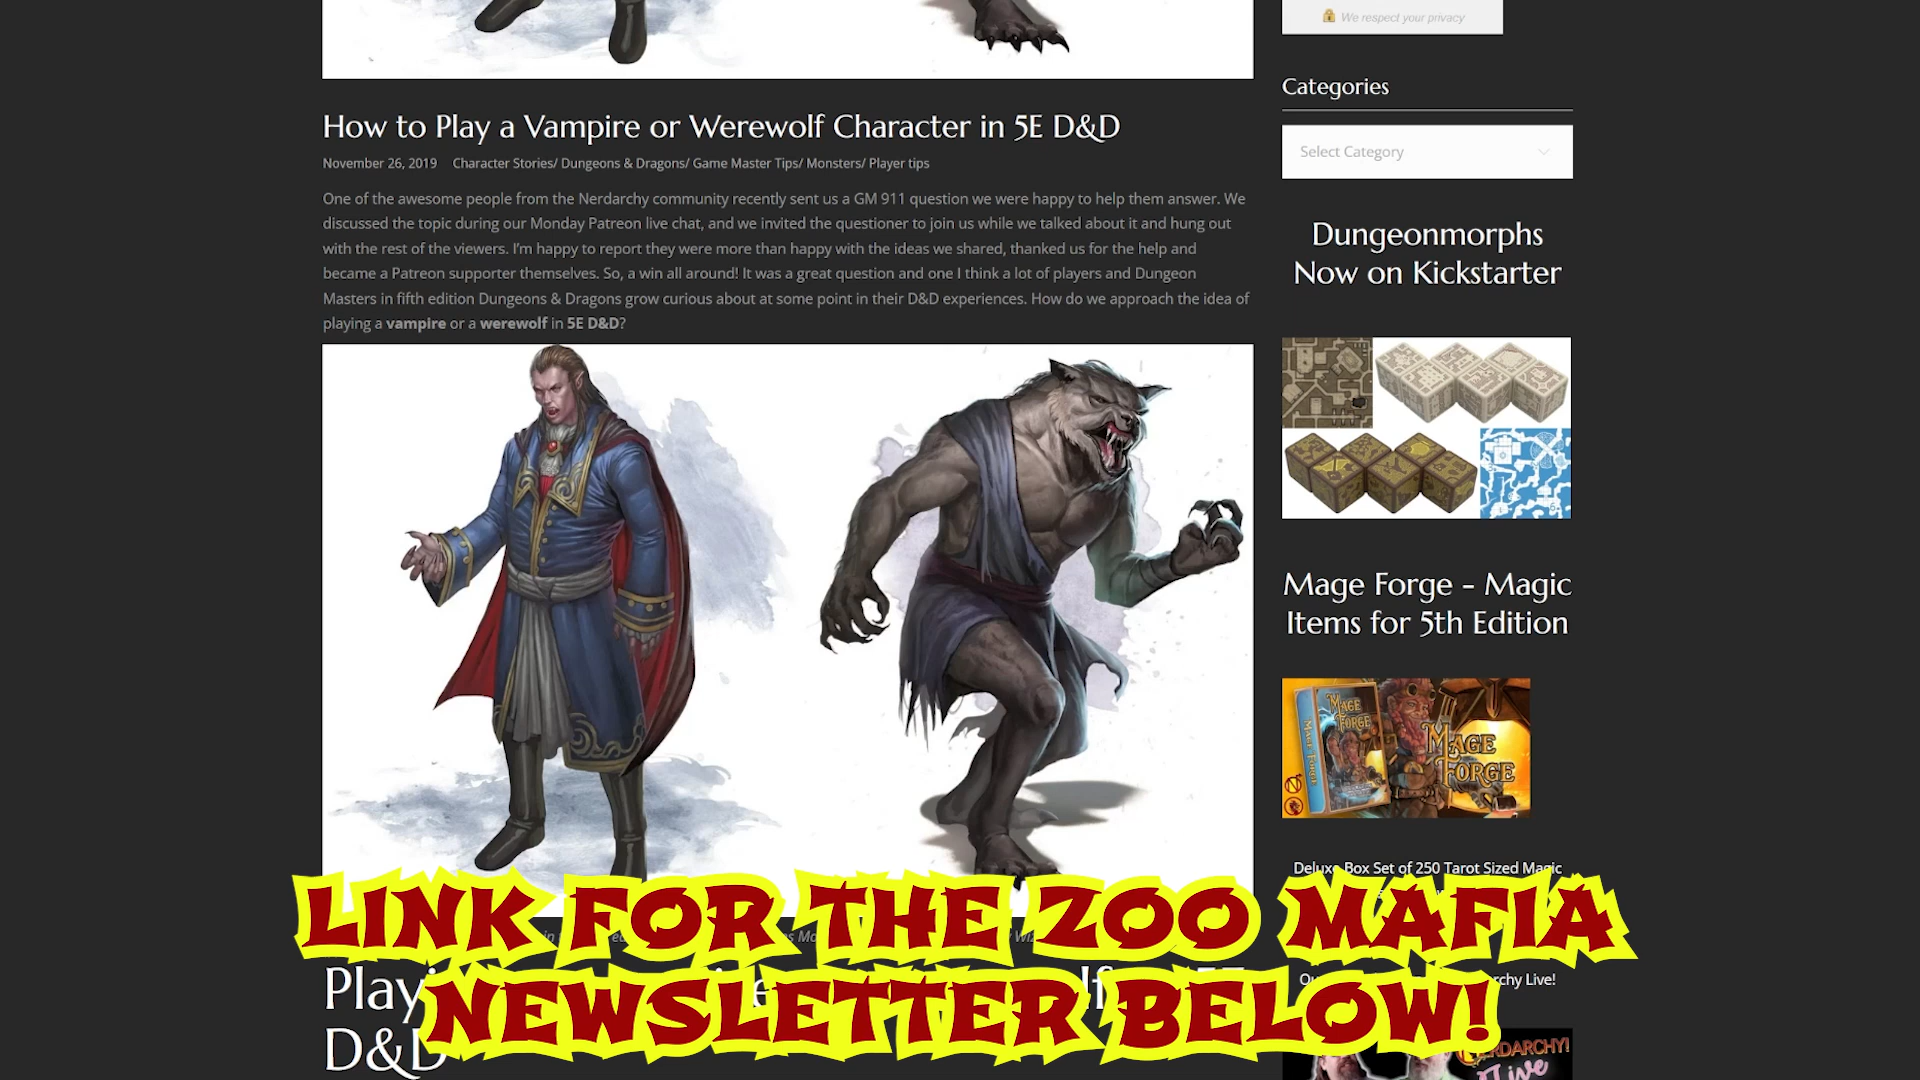 We respect your privacy
Categories
Select Category
How to Play a Vampire or Werewolf Character in 5E D&D
November 26, 2019 Character Stories/ Dungeons & Dragons/ Game Master Tips/ Monsters/ Player tips
One of the awesome people from the Nerdarchy community recently sent us a GM 911 question we were happy to help them answer. We
discussed the topic during our Monday Patreon live chat, and we invited the questioner to join us while we talked about it and hung out
with the rest of the viewers. I'm happy to report they were more than happy with the ideas we shared, thanked us for the help and
became a Patreon supporter themselves. So, a win all around! It was a great question and one I think a lot of players and Dungeon
Masters in fifth edition Dungeons & Dragons grow curious about at some point in their D&D experiences. How do we approach the idea of
playing a vampire or a werewolf in 5E D&D?
Dungeonmorphs
Now on Kickstarter
Mage Forge - Magic
Items for 5th Edition
MAGE
FORGE
MAGE FORGE
MAGE
FORGE
Deluxe Box Set of 250 Tarot Sized Magic
LINK FOR THE ZOO MAFIA
NEWSLETTER BELOW!
D&D
Live!
NERDARCHY!
Live